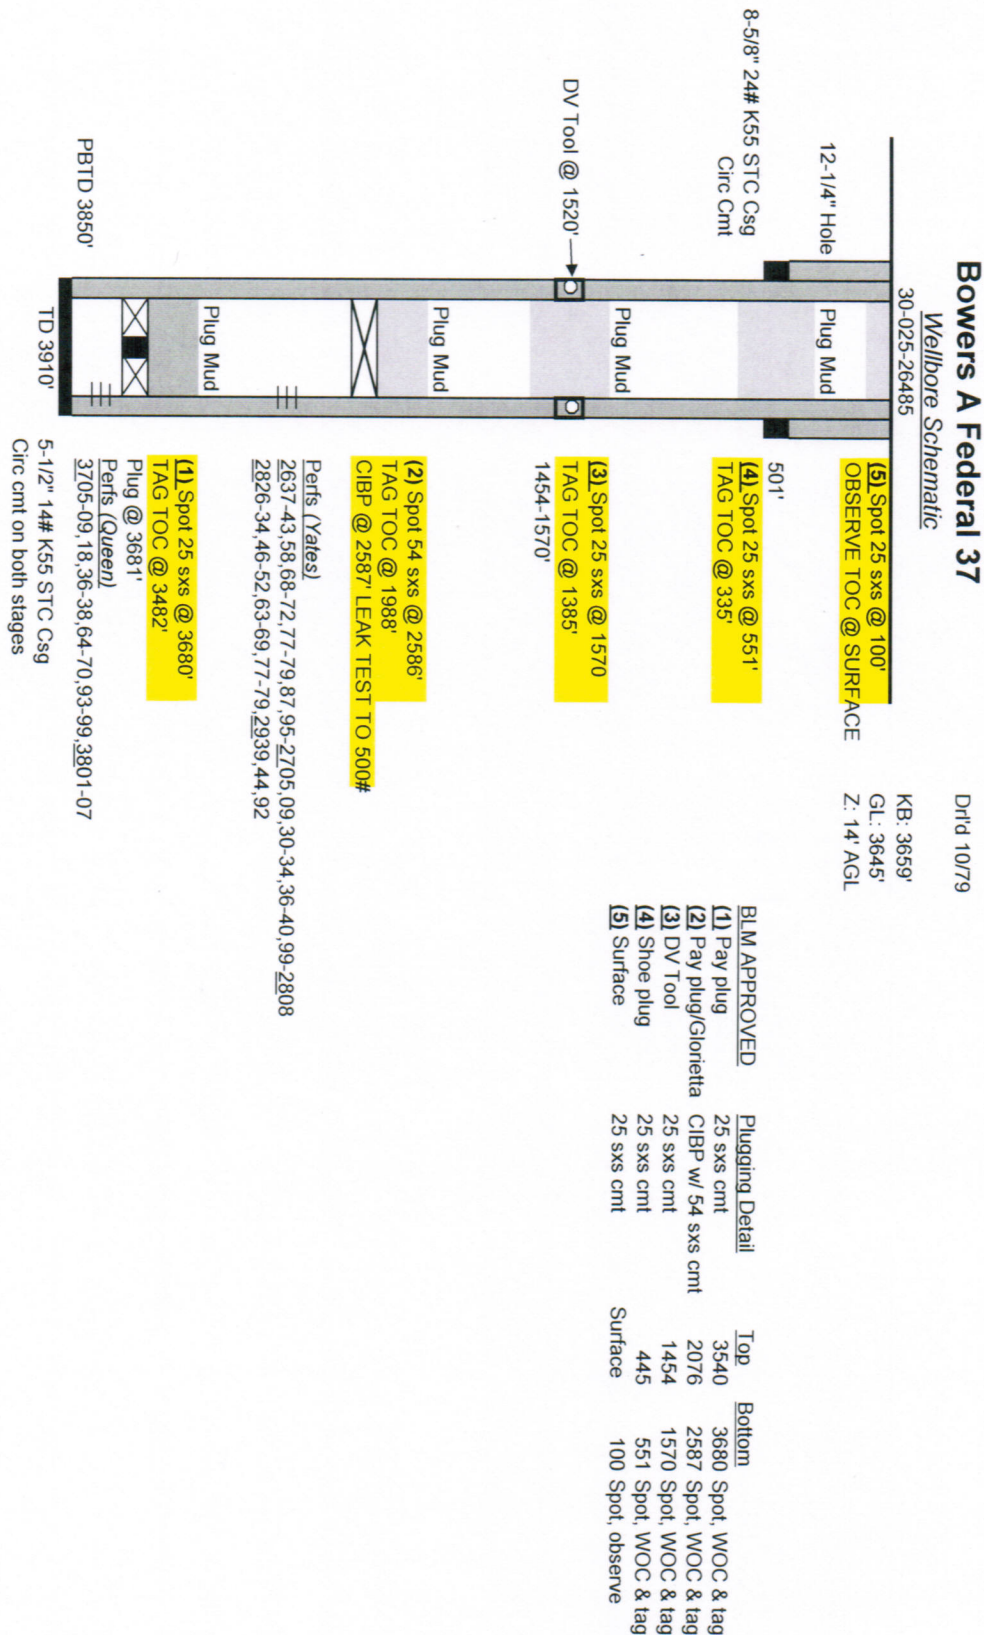 Bowers A Federal 37
30-025-26485
Wellbore Schematic
Drl'd 10/79
KB: 3659'
GL: 3645'
Z: 14' AGL
12-1/4" Hole
8-5/8" 24# K55 STC Csg
Circ Cmt
DV Tool @ 1520'
PBTD 3850'
TD 3910'
Plug Mud
Plug Mud
Plug Mud
Plug Mud
(5) Spot 25 sxs @ 100'
OBSERVE TOC @ SURFACE
501'
(4) Spot 25 sxs @ 551'
TAG TOC @ 335'
(3) Spot 25 sxs @ 1570
TAG TOC @ 1385'
1454-1570'
(2) Spot 54 sxs @ 2586'
TAG TOC @ 1988'
CIBP @ 2587' LEAK TEST TO 500#
Perfs (Yates)
2637-43,58,68-72,77-79,87,95-2705,09,30-34,36-40,99-2808
2826-34,46-52,63-69,77-79,2939,44,92
(1) Spot 25 sxs @ 3680'
TAG TOC @ 3482'
Plug @ 3681'
Perfs (Queen)
3705-09,18,36-38,64-70,93-99,3801-07
5-1/2" 14# K55 STC Csg
Circ cmt on both stages
BLM APPROVED Plugging Detail Top Bottom
(1) Pay plug 25 sxs cmt 3540 3680 Spot, WOC & tag
(2) Pay plug/Glorietta CIBP w/ 54 sxs cmt 2076 2587 Spot, WOC & tag
(3) DV Tool 25 sxs cmt 1454 1570 Spot, WOC & tag
(4) Shoe plug 25 sxs cmt 445 551 Spot, WOC & tag
(5) Surface 25 sxs cmt Surface 100 Spot, observe